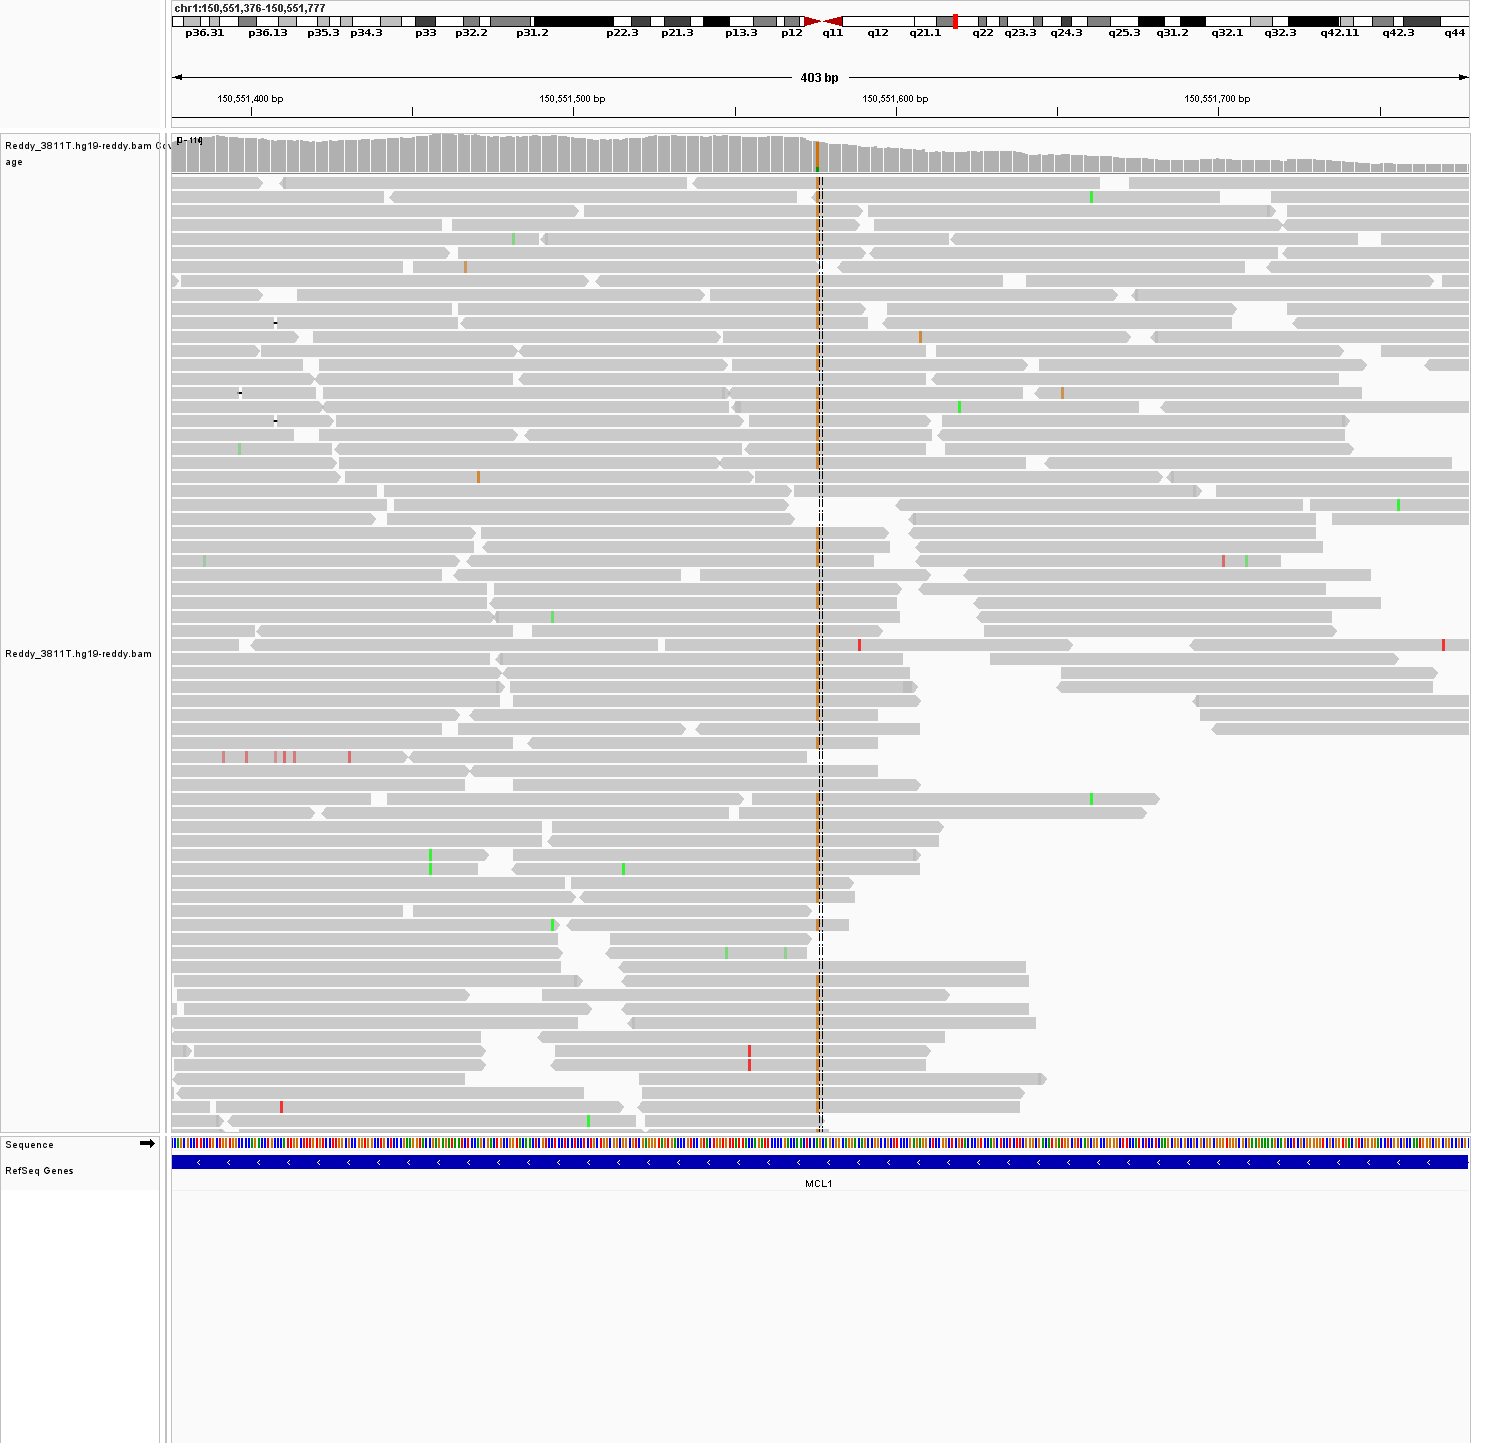 chr1:150,551,376-150,551,777
p36.31 p36.13 p35.3 p34.3 p33 p32.2 p31.2 p22.3 p21.3 p13.3 p12 q11 q12 q21.1 q22 q23.3 q24.3 q25.3 q31.2 q32.1 q32.3 q42.11 q42.3 q44
403 bp
150,551,400 bp 150,551,500 bp 150,551,600 bp 150,551,700 bp
Reddy_3811T.hg19-reddy.bam Cov
age
Reddy_3811T.hg19-reddy.bam
Sequence
RefSeq Genes
MCL1